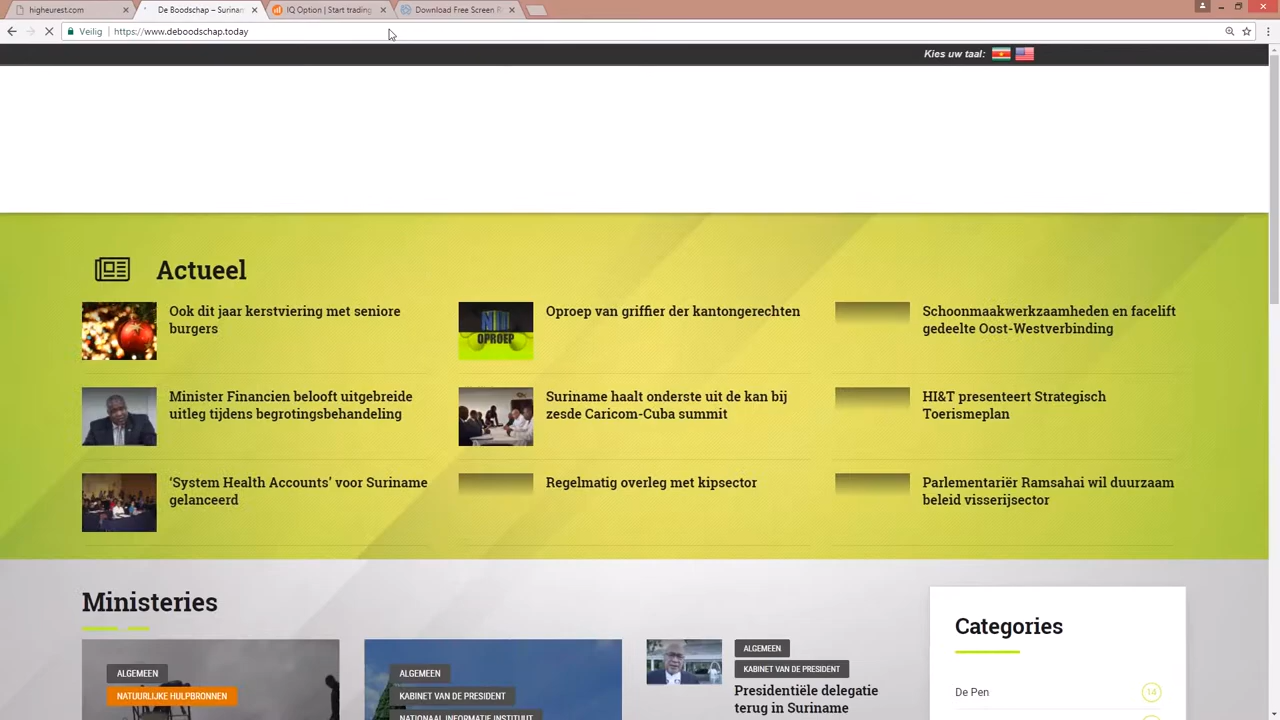 higheurest.com
De Boodschap – Surinam
IQ Option | Start trading
Download Free Screen R
Veilig
https://www.deboodschap.today
Kies uw taal:
Actueel
Ook dit jaar kerstviering met seniore
burgers
Oproep van griffier der kantongerechten
Schoonmaakwerkzaamheden en facelift
gedeelte Oost-Westverbinding
OPROEP
Minister Financien belooft uitgebreide
uitleg tijdens begrotingsbehandeling
Suriname haalt onderste uit de kan bij
zesde Caricom-Cuba summit
HI&T presenteert Strategisch
Toerismeplan
‘System Health Accounts’ voor Suriname
gelanceerd
Regelmatig overleg met kipsector
Parlementariër Ramsahai wil duurzaam
beleid visserijsector
Ministeries
ALGEMEEN
NATUURLIJKE HULPBRONNEN
ALGEMEEN
KABINET VAN DE PRESIDENT
NATIONAAL INFORMATIE INSTITUUT
ALGEMEEN
KABINET VAN DE PRESIDENT
Presidentiële delegatie
terug in Suriname
Categories
De Pen
14